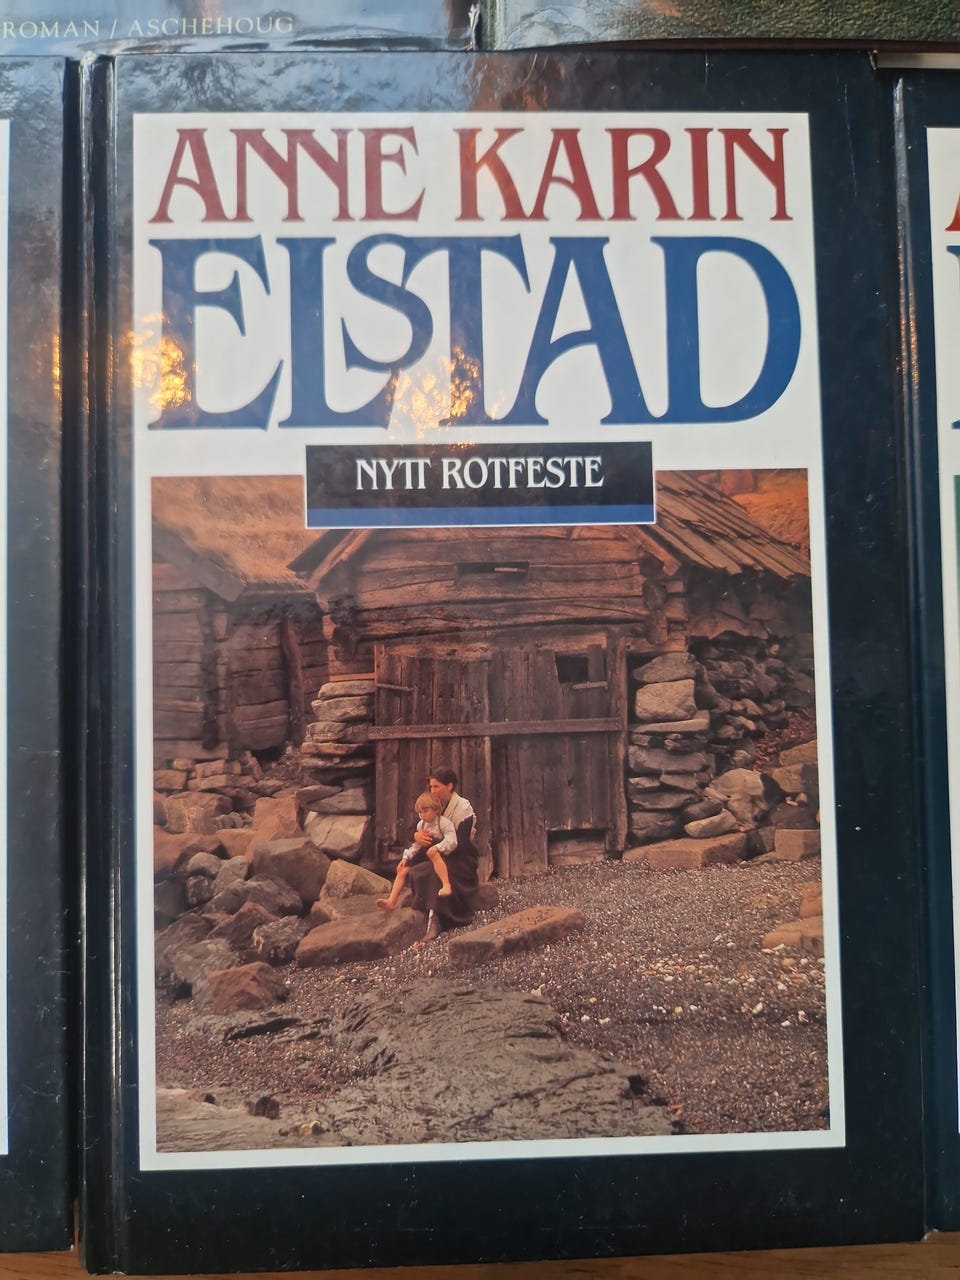 ROMAN / ASCHEHOUG
ANNE KARIN
ELSTAD
NYTT ROTFESTE